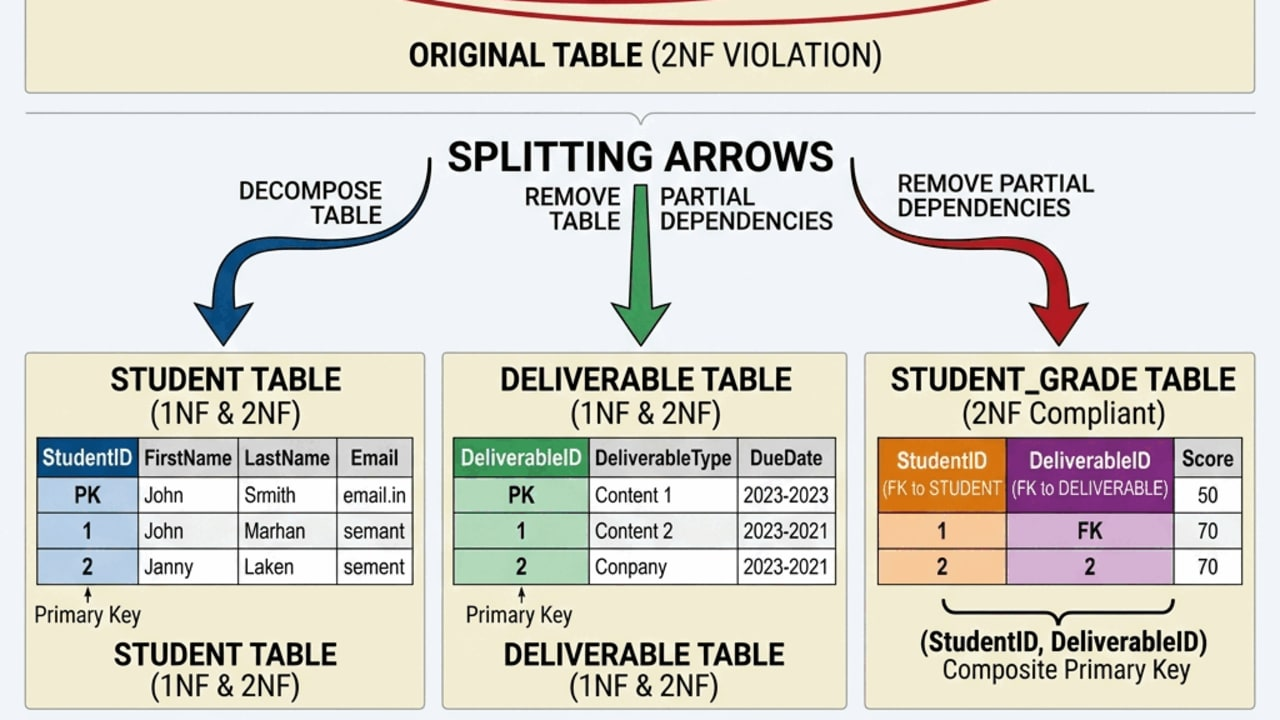 ORIGINAL TABLE (2NF VIOLATION)
SPLITTING ARROWS
DECOMPOSE
TABLE
REMOVE
TABLE
PARTIAL
DEPENDENCIES
REMOVE PARTIAL
DEPENDENCIES
STUDENT TABLE
(1NF & 2NF)
StudentID FirstName LastName Email
PK John Srmith email.in
1 John Marhan semant
2 Janny Laken sement
Primary Key
STUDENT TABLE
(1NF & 2NF)
DELIVERABLE TABLE
(1NF & 2NF)
DeliverableID DeliverableType DueDate
PK Content 1 2023-2023
1 Content 2 2023-2021
2 Conpany 2023-2021
Primary Key
DELIVERABLE TABLE
(1NF & 2NF)
STUDENT_GRADE TABLE
(2NF Compliant)
StudentID DeliverableID Score
(FK to STUDENT (FK to DELIVERABLE) 50
1 FK 70
2 2 70
(StudentID, DeliverableID)
Composite Primary Key